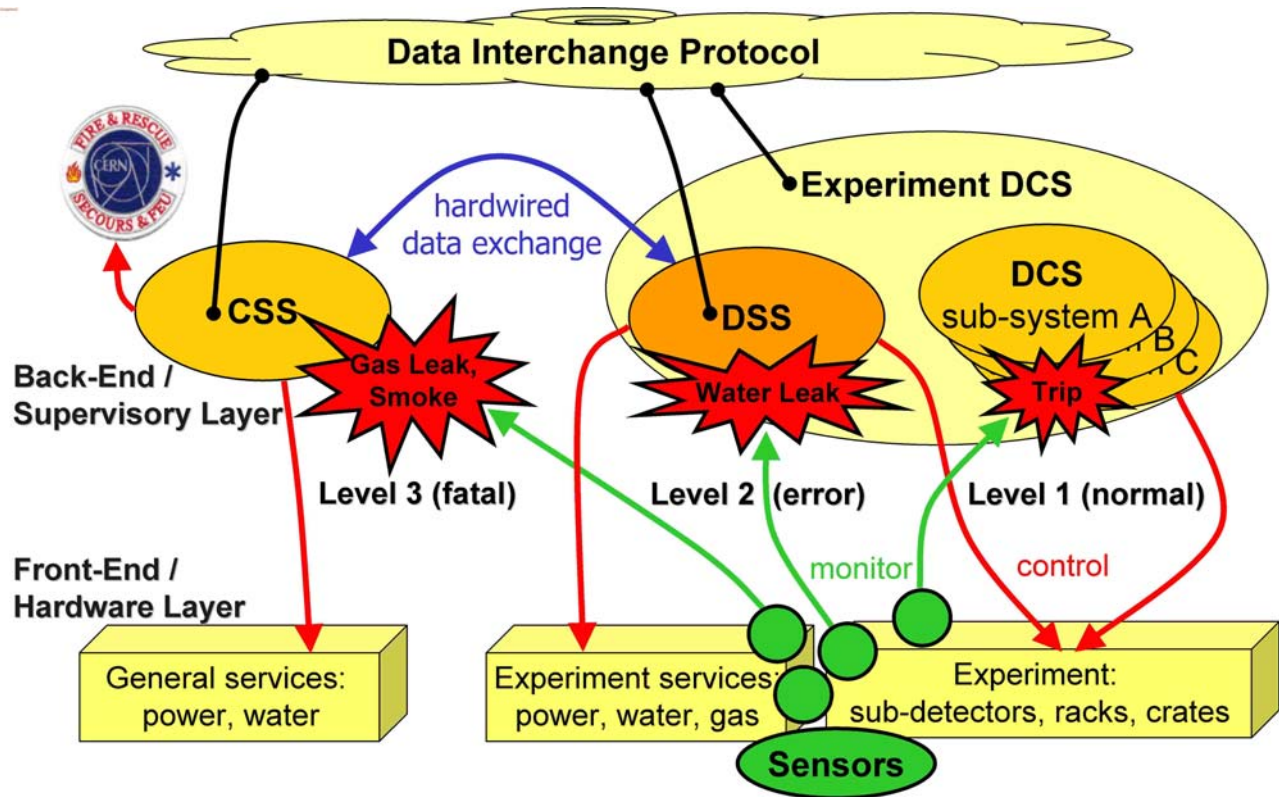 Data Interchange Protocol
FIRE & RESCUE
CERN
SECOURS & FEU
hardwired
data exchange
Experiment DCS
CSS
DSS
DCS
sub-system A
B
C
Gas Leak,
Smoke
Water Leak
Trip
Back-End /
Supervisory Layer
Level 3 (fatal)
Level 2 (error)
Level 1 (normal)
Front-End /
Hardware Layer
monitor
control
General services:
power, water
Experiment services:
power, water, gas
Experiment:
sub-detectors, racks, crates
Sensors